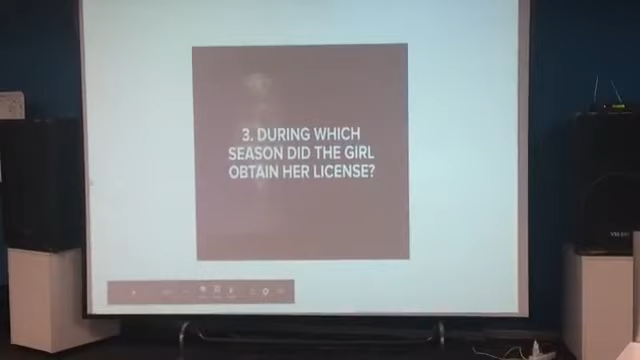 3. DURING WHICH
SEASON DID THE GIRL
OBTAIN HER LICENSE?